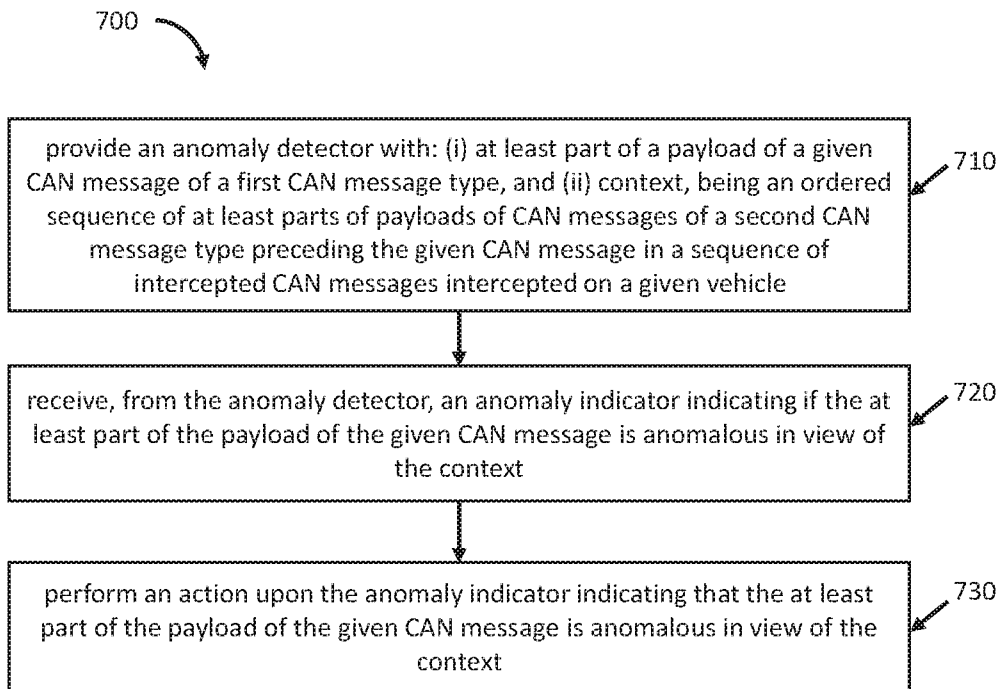 700
provide an anomaly detector with: (i) at least part of a payload of a given
CAN message of a first CAN message type, and (ii) context, being an ordered
sequence of at least parts of payloads of CAN messages of a second CAN
message type preceding the given CAN message in a sequence of
intercepted CAN messages intercepted on a given vehicle
710
receive, from the anomaly detector, an anomaly indicator indicating if the at
least part of the payload of the given CAN message is anomalous in view of
the context
720
perform an action upon the anomaly indicator indicating that the at least
part of the payload of the given CAN message is anomalous in view of the
context
730